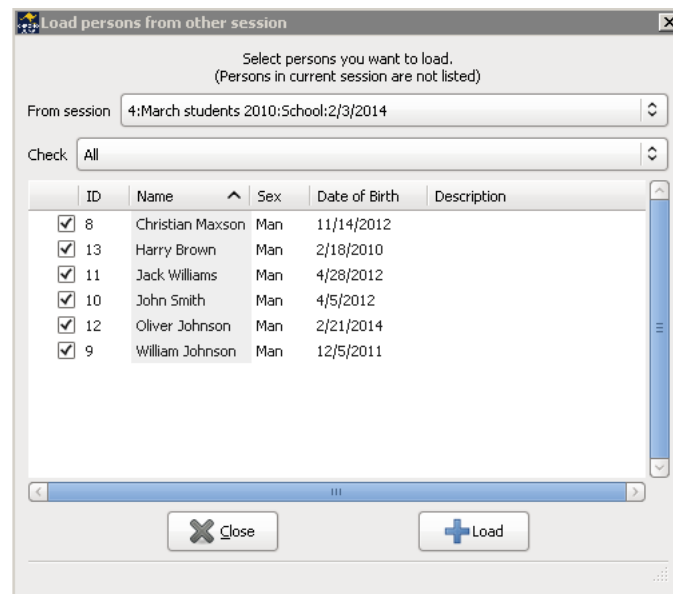 Load persons from other session
Select persons you want to load.
(Persons in current session are not listed)
From session 4:March students 2010:School:2/3/2014
Check All
ID Name Sex Date of Birth Description
8 Christian Maxson Man 11/14/2012
13 Harry Brown Man 2/18/2010
11 Jack Williams Man 4/28/2012
10 John Smith Man 4/5/2012
12 Oliver Johnson Man 2/21/2014
9 William Johnson Man 12/5/2011
Close Load